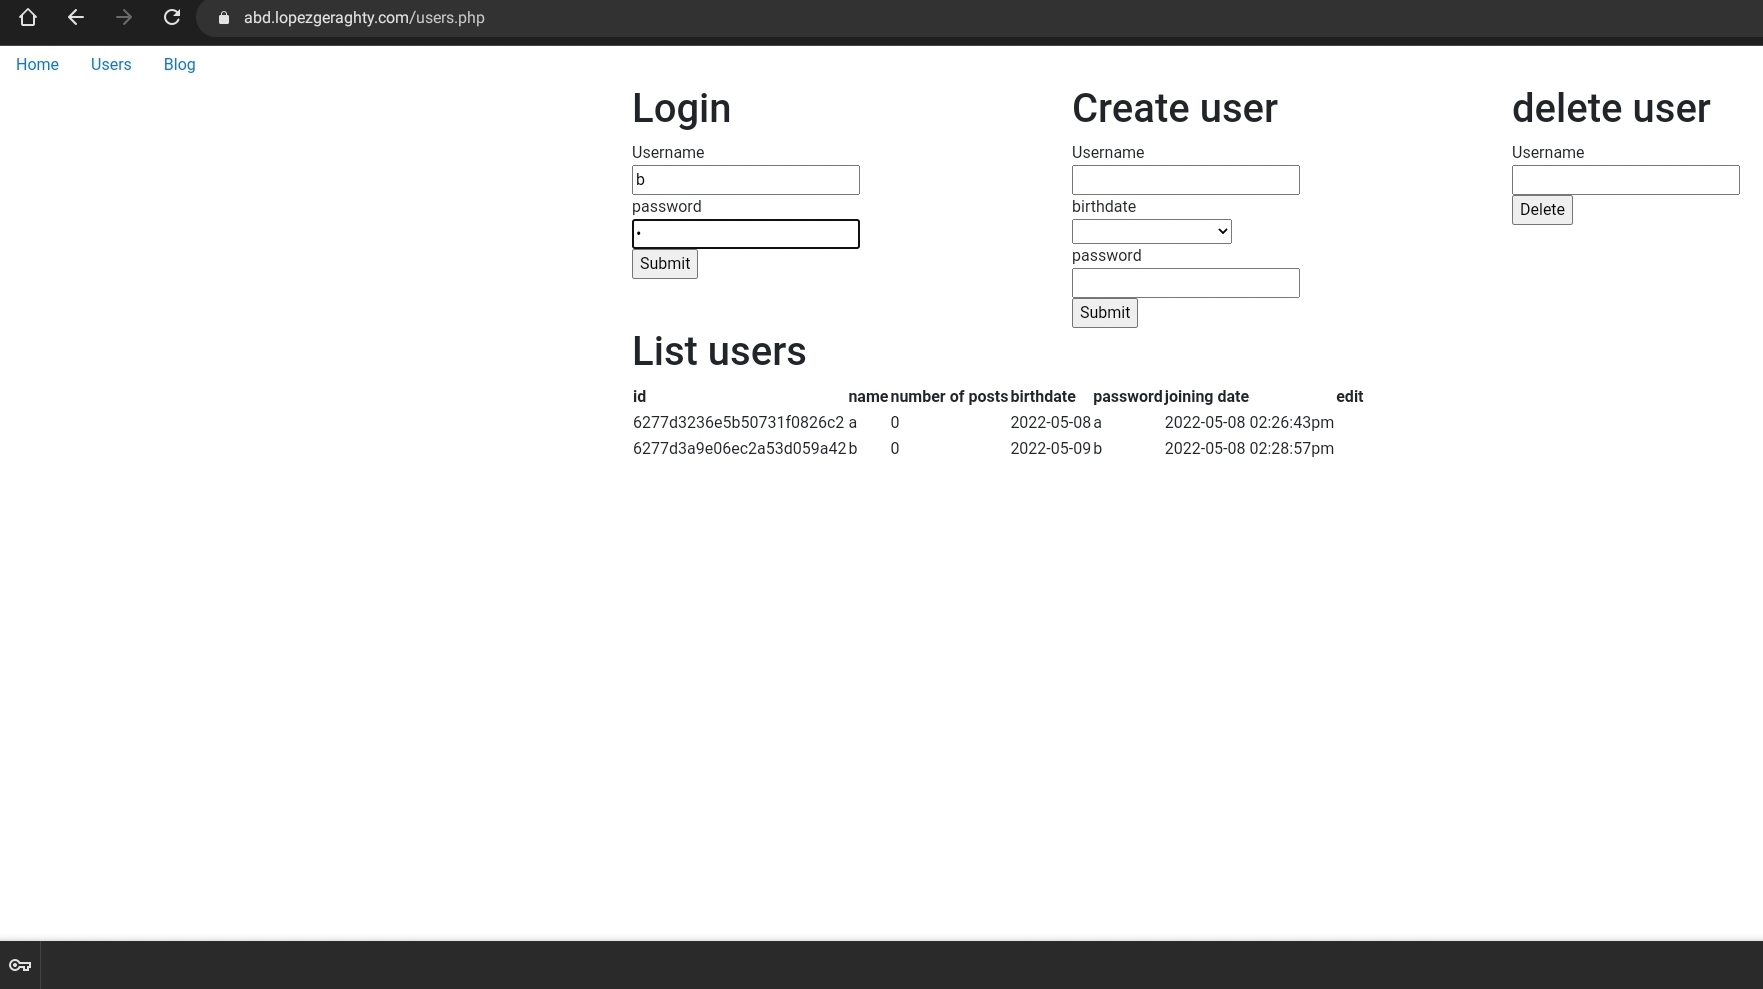 abd.lopezgeraghty.com/users.php
Home Users Blog
Login
Username
b
password
•
Submit
Create user
Username
birthdate
password
Submit
delete user
Username
Delete
List users
id name number of posts birthdate password joining date edit
6277d3236e5b50731f0826c2 a 0 2022-05-08 a 2022-05-08 02:26:43pm
6277d3a9e06ec2a53d059a42 b 0 2022-05-09 b 2022-05-08 02:28:57pm